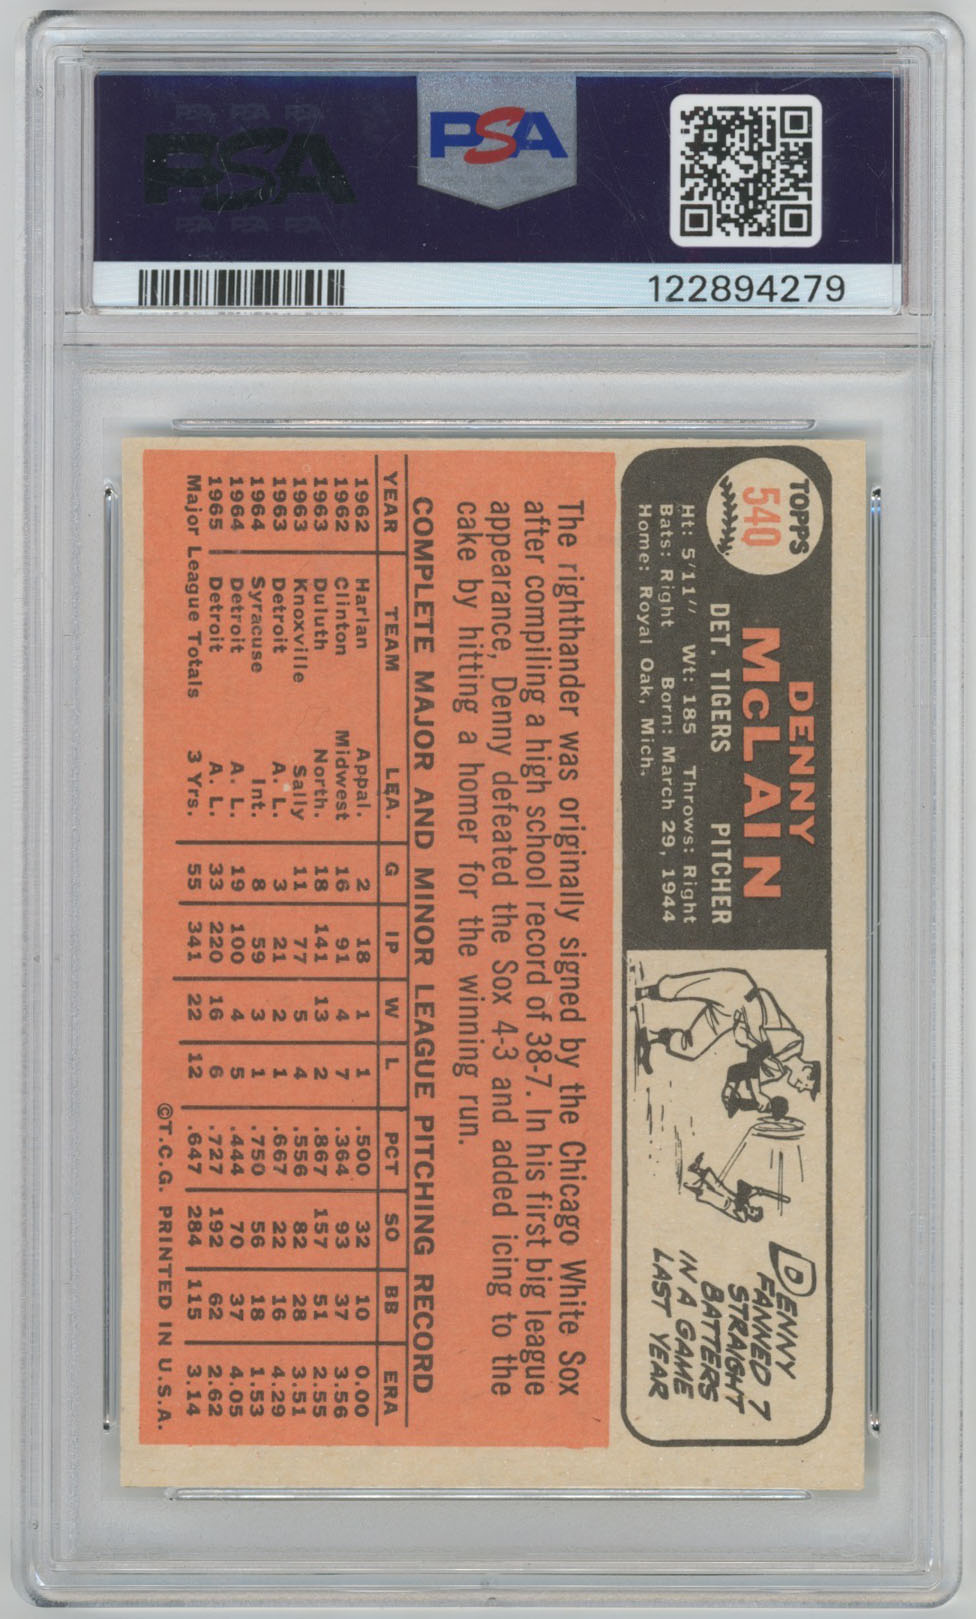 PSA
PSA PSA PSA
PSA
PSA PSA PSA
122894279
TOPPS
540
DENNY
McLAIN
DET. TIGERS PITCHER
Ht: 5'11" Wt: 185 Throws: Right
Bats: Right Born: March 29, 1944
Home: Royal Oak, Mich.
DENNY
FANNED 7
STRAIGHT
BATTERS
IN A GAME
LAST YEAR
The righthander was originally signed by the Chicago White Sox
after compiling a high school record of 38-7. In his first big league
appearance, Denny defeated the Sox 4-3 and added icing to the
cake by hitting a homer for the winning run.
COMPLETE MAJOR AND MINOR LEAGUE PITCHING RECORD
YEAR TEAM LEA. G IP W L PCT SO BB ERA
1962 Harlan Appal. 2 18 1 1 .500 32 10 0.00
1962 Clinton Midwest 16 91 4 7 .364 93 37 3.56
1963 Duluth North. 18 141 13 2 .867 157 51 2.55
1963 Knoxville Sally 11 77 5 4 .556 82 28 3.51
1963 Detroit A. L. 3 21 2 1 .667 22 16 4.29
1964 Syracuse Int. 8 59 3 1 .750 56 18 1.53
1964 Detroit A. L. 19 100 4 5 .444 70 37 4.05
1965 Detroit A. L. 33 220 16 6 .727 192 62 2.62
Major League Totals 3 Yrs. 55 341 22 12 .647 284 115 3.14
©T.C.G. PRINTED IN U.S.A.